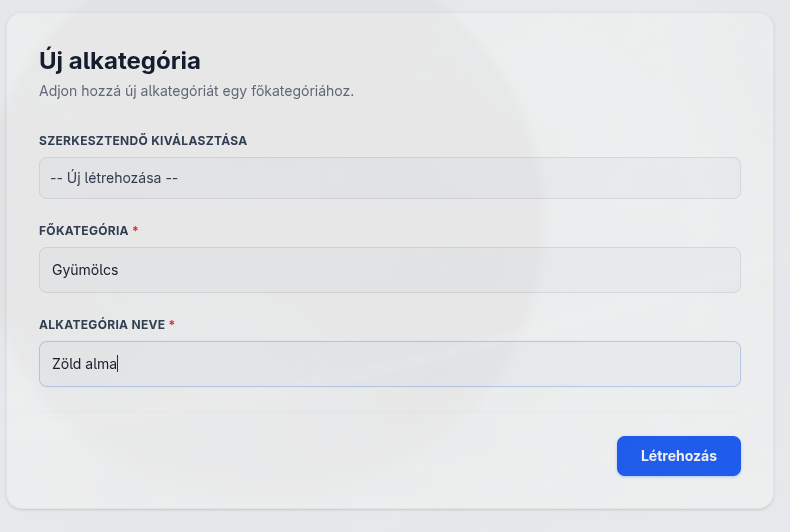 Új alkategória
Adjon hozzá új alkategóriát egy főkategóriához.
SZERKESZTENDŐ KIVÁLASZTÁSA
-- Új létrehozása --
FŐKATEGÓRIA *
Gyümölcs
ALKATEGÓRIA NEVE *
Zöld alma
Létrehozás